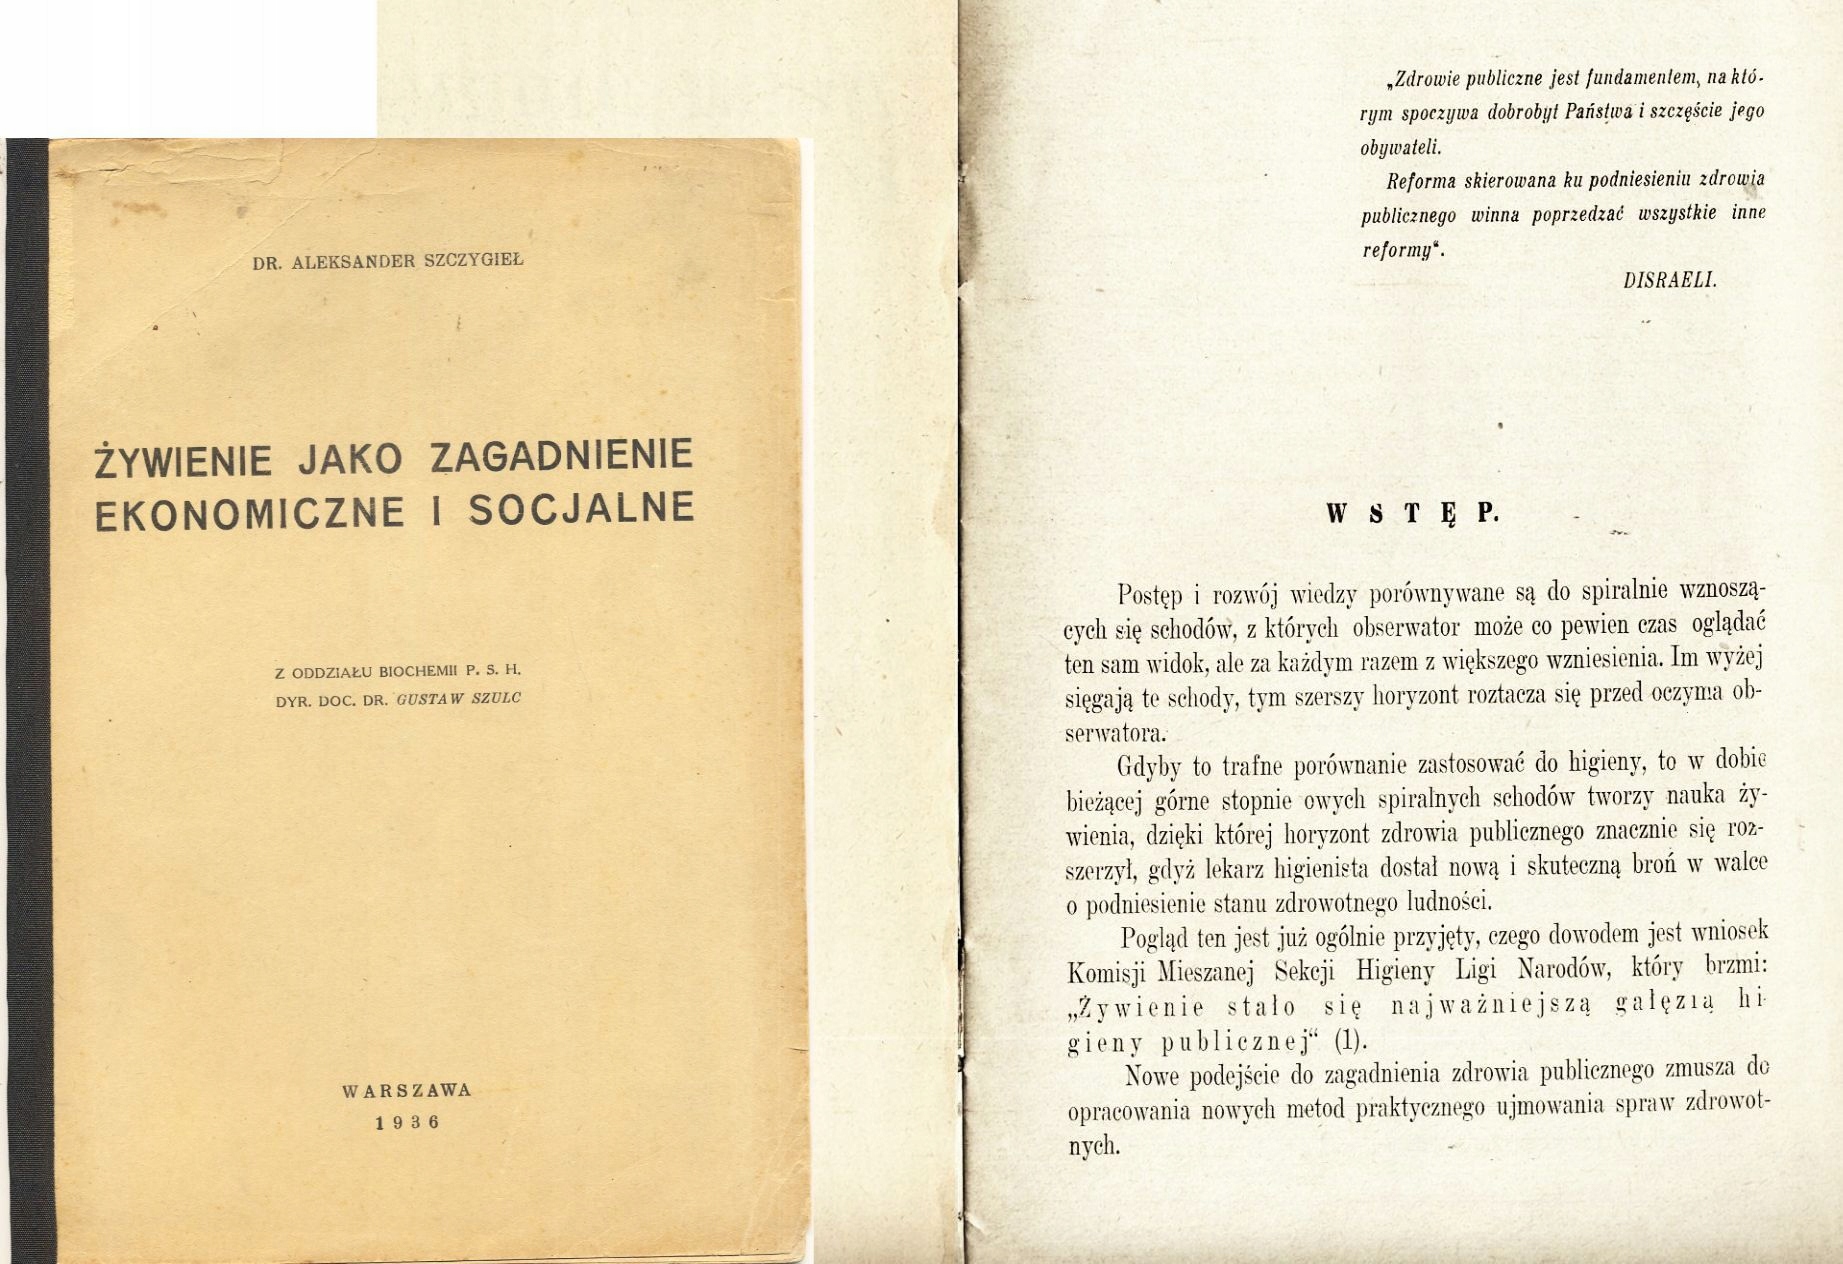 DR. ALEKSANDER SZCZYGIEŁ
ŻYWIENIE JAKO ZAGADNIENIE
EKONOMICZNE I SOCJALNE
Z ODDZIAŁU BIOCHEMII P. S. H.
DYR. DOC. DR. GUSTAW SZULC
WARSZAWA
1936
„Zdrowie publiczne jest fundamentem, na któ-
rym spoczywa dobrobyt Państwa i szczęście jego
obywateli.
Reforma skierowana ku podniesieniu zdrowia
publicznego winna poprzedzać wszystkie inne
reformy“.
DISRAELI.
WSTĘP.
Postęp i rozwój wiedzy porównywane są do spiralnie wznoszą-
cych się schodów, z których obserwator może co pewien czas oglądać
ten sam widok, ale za każdym razem z większego wzniesienia. Im wyżej
sięgają te schody, tym szerszy horyzont roztacza się przed oczyma ob-
serwatora.
Gdyby to trafne porównanie zastosować do higieny, to w dobie
bieżącej górne stopnie owych spiralnych schodów tworzy nauka ży-
wienia, dzięki której horyzont zdrowia publicznego znacznie się roz-
szerzył, gdyż lekarz higienista dostał nową i skuteczną broń w walce
o podniesienie stanu zdrowotnego ludności.
Pogląd ten jest już ogólnie przyjęty, czego dowodem jest wniosek
Komisji Mieszanej Sekcji Higieny Ligi Narodów, który brzmi:
„Żywienie stało się najważniejszą gałęzią hi-
gieny publicznej“ (1).
Nowe podejście do zagadnienia zdrowia publicznego zmusza do
opracowania nowych metod praktycznego ujmowania spraw zdrowot-
nych.